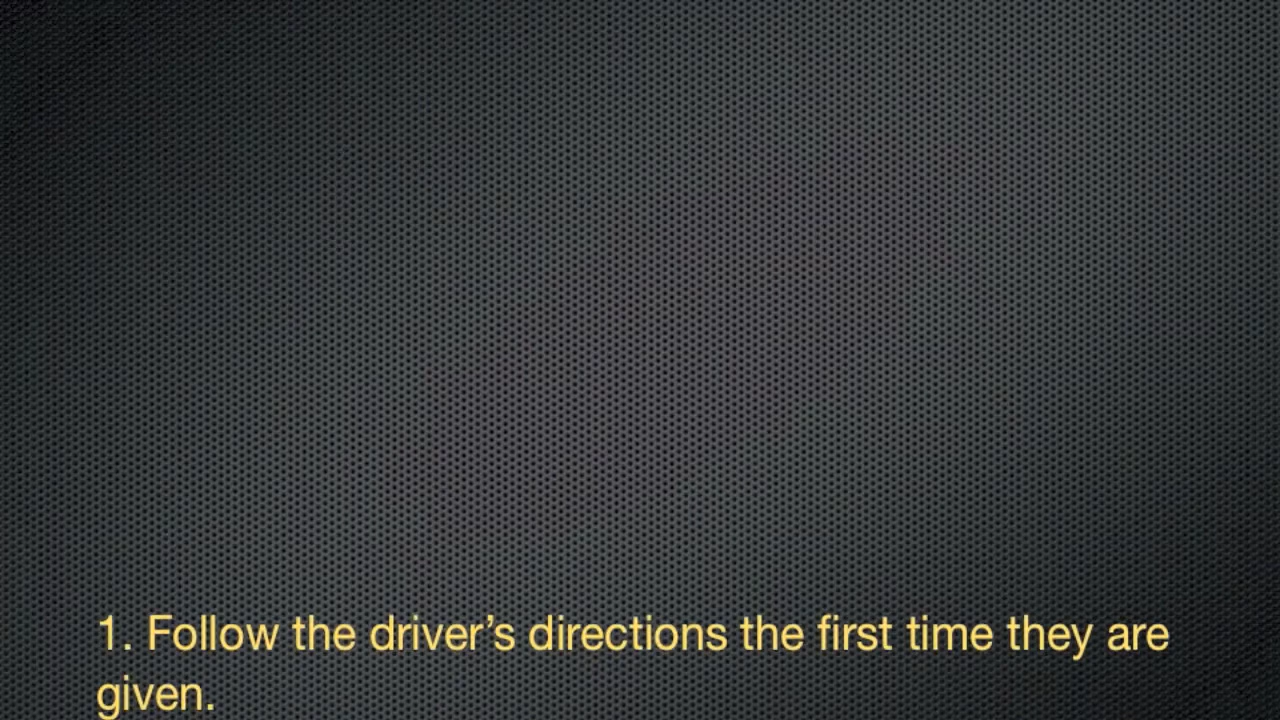 1. Follow the driver’s directions the first time they are
given.